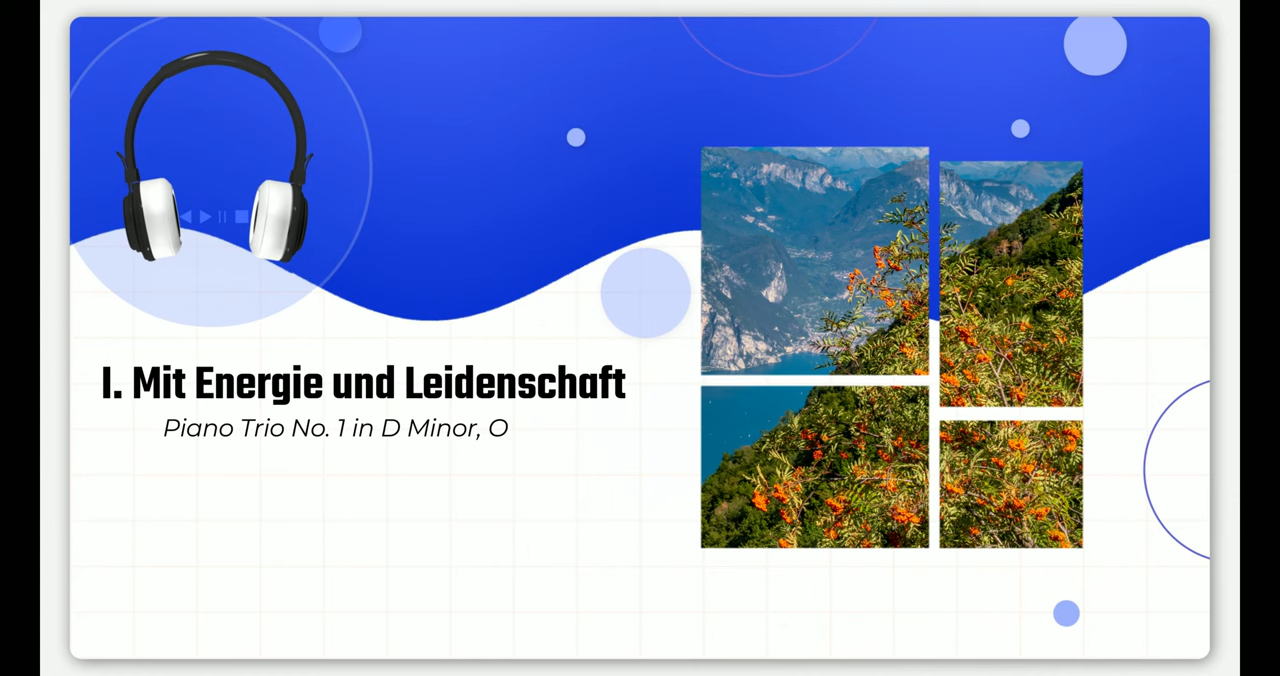 I. Mit Energie und Leidenschaft
Piano Trio No. 1 in D Minor, O